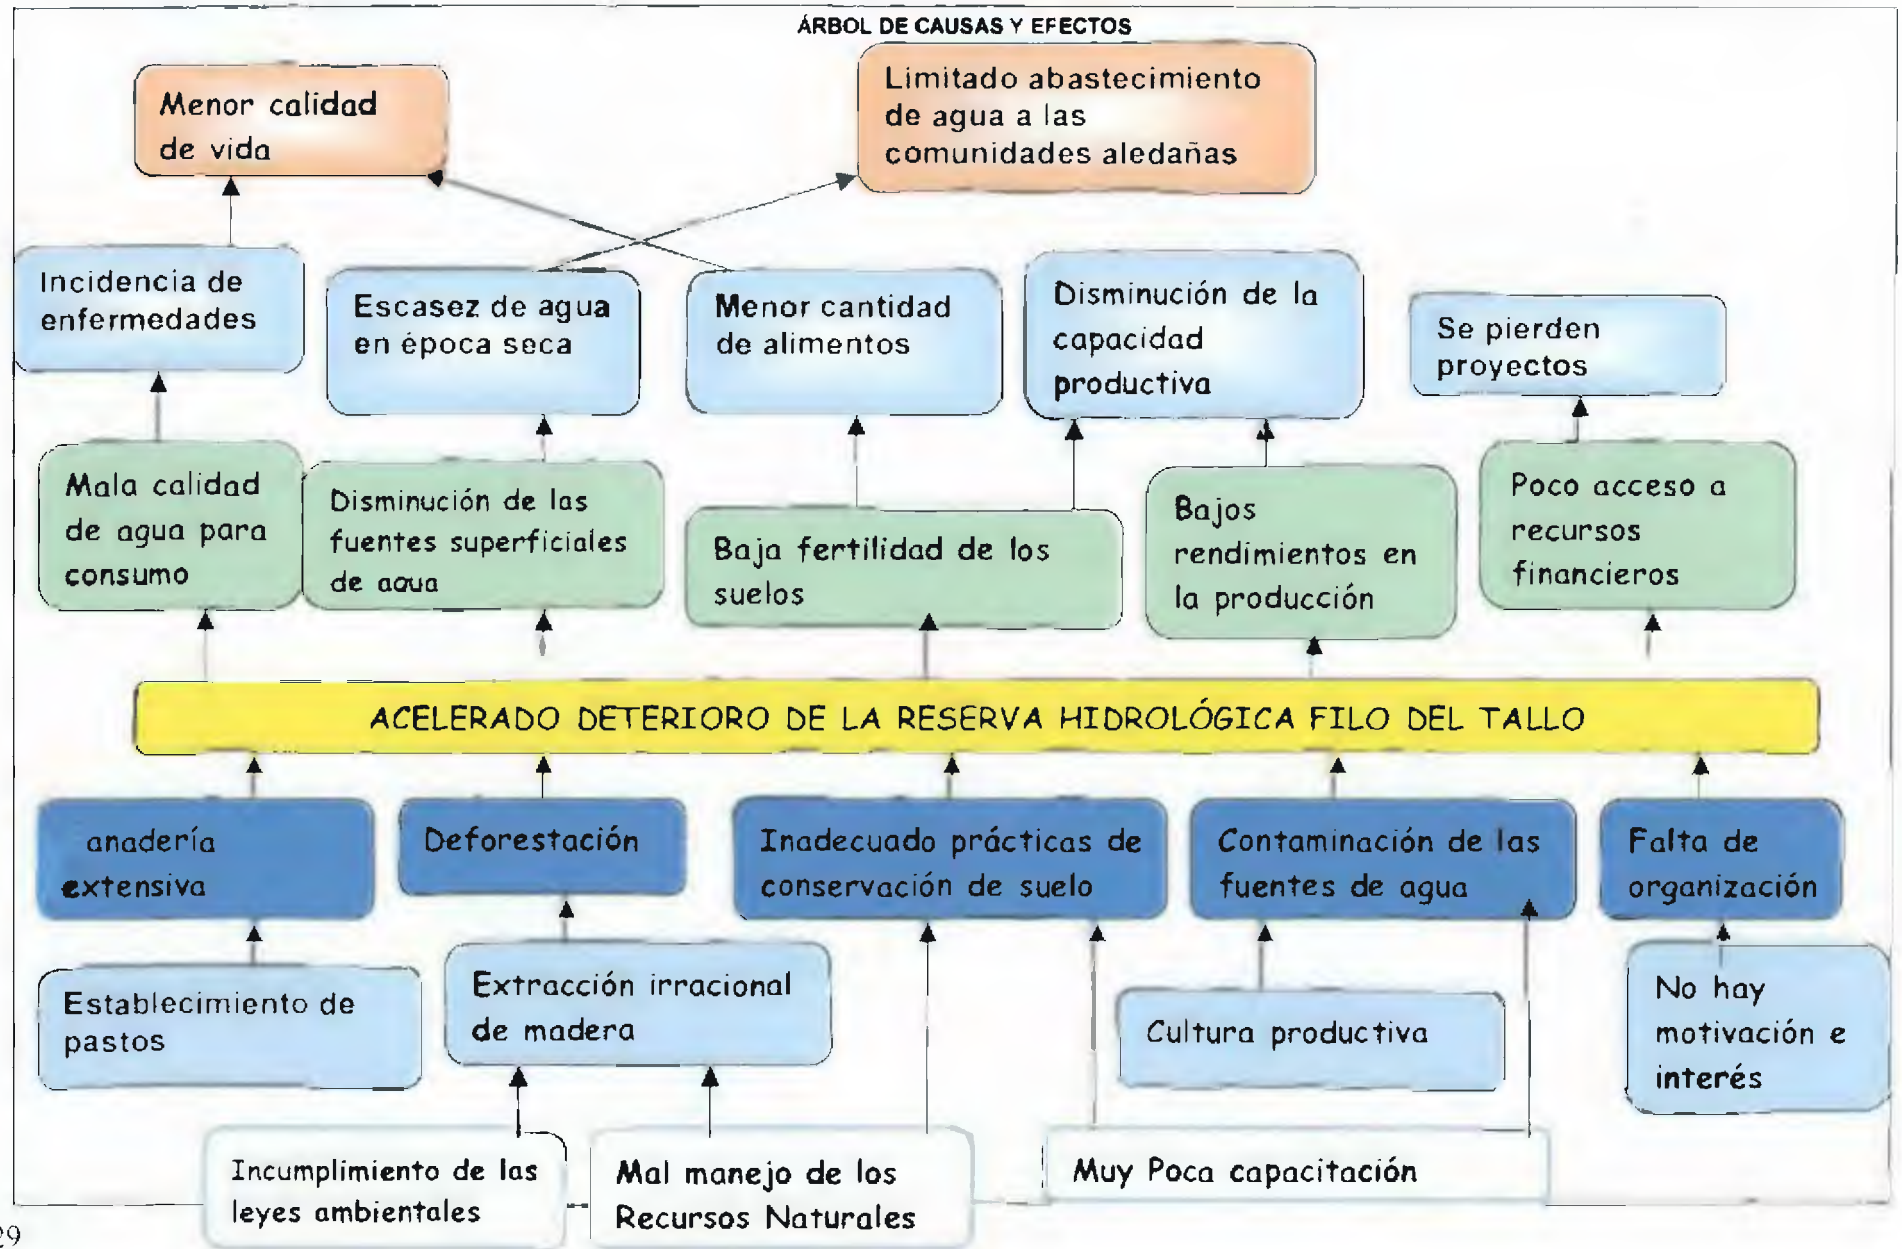 ÁRBOL DE CAUSAS Y EFECTOS
Menor calidad
de vida
Limitado abastecimiento
de agua a las
comunidades aledañas
Incidencia de
enfermedades
Escasez de agua
en época seca
Menor cantidad
de alimentos
Disminución de la
capacidad
productiva
Se pierden
proyectos
Mala calidad
de agua para
consumo
Disminución de las
fuentes superficiales
de agua
Baja fertilidad de los
suelos
Bajos
rendimientos en
la producción
Poco acceso a
recursos
financieros
ACELERADO DETERIORO DE LA RESERVA HIDROLÓGICA FILO DEL TALLO
anadería
extensiva
Deforestación
Inadecuado prácticas de
conservación de suelo
Contaminación de las
fuentes de agua
Falta de
organización
Establecimiento de
pastos
Extracción irracional
de madera
Cultura productiva
No hay
motivación e
interés
Incumplimiento de las
leyes ambientales
Mal manejo de los
Recursos Naturales
Muy Poca capacitación
29